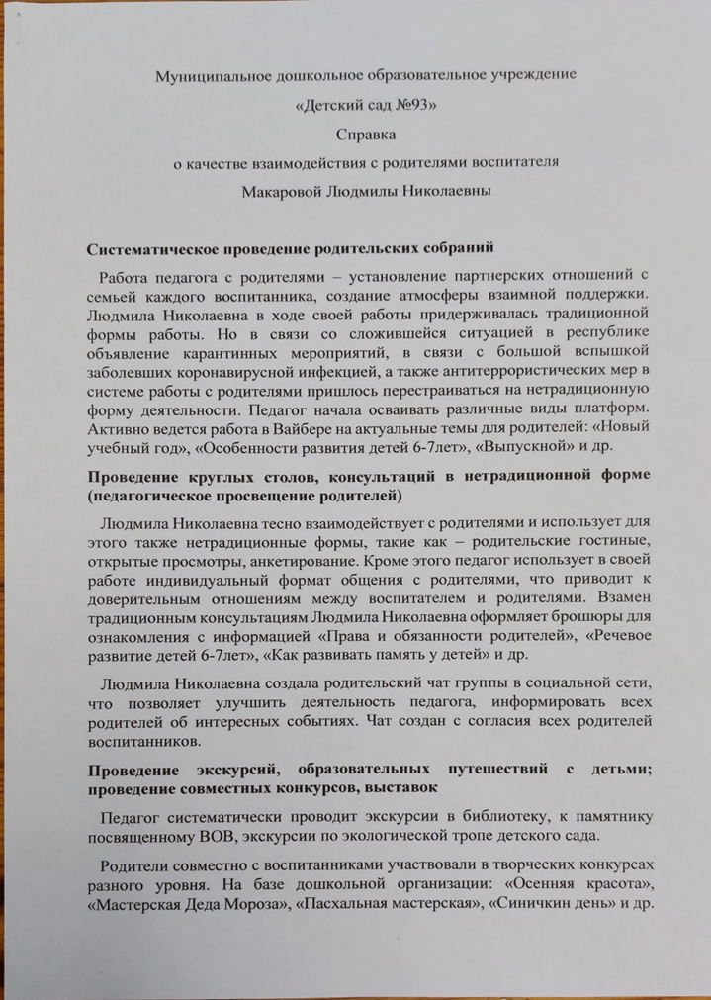 Муниципальное дошкольное образовательное учреждение
«Детский сад №93»
Справка
о качестве взаимодействия с родителями воспитателя
Макаровой Людмилы Николаевны
Систематическое проведение родительских собраний
Работа педагога с родителями – установление партнерских отношений с
семьей каждого воспитанника, создание атмосферы взаимной поддержки.
Людмила Николаевна в ходе своей работы придерживалась традиционной
формы работы. Но в связи со сложившейся ситуацией в республике
объявление карантинных мероприятий, в связи с большой вспышкой
заболевших коронавирусной инфекцией, а также антитеррористических мер в
системе работы с родителями пришлось перестраиваться на нетрадиционную
форму деятельности. Педагог начала осваивать различные виды платформ.
Активно ведется работа в Вайбере на актуальные темы для родителей: «Новый
учебный год», «Особенности развития детей 6-7лет», «Выпускной» и др.
Проведение круглых столов, консультаций в нетрадиционной форме
(педагогическое просвещение родителей)
Людмила Николаевна тесно взаимодействует с родителями и использует для
этого также нетрадиционные формы, такие как – родительские гостиные,
открытые просмотры, анкетирование. Кроме этого педагог использует в своей
работе индивидуальный формат общения с родителями, что приводит к
доверительным отношениям между воспитателем и родителями. Взамен
традиционным консультациям Людмила Николаевна оформляет брошюры для
ознакомления с информацией «Права и обязанности родителей», «Речевое
развитие детей 6-7лет», «Как развивать память у детей» и др.
Людмила Николаевна создала родительский чат группы в социальной сети,
что позволяет улучшить деятельность педагога, информировать всех
родителей об интересных событиях. Чат создан с согласия всех родителей
воспитанников.
Проведение экскурсий, образовательных путешествий с детьми;
проведение совместных конкурсов, выставок
Педагог систематически проводит экскурсии в библиотеку, к памятнику
посвященному ВОВ, экскурсии по экологической тропе детского сада.
Родители совместно с воспитанниками участвовали в творческих конкурсах
разного уровня. На базе дошкольной организации: «Осенняя красота»,
«Мастерская Деда Мороза», «Пасхальная мастерская», «Синичкин день» и др.